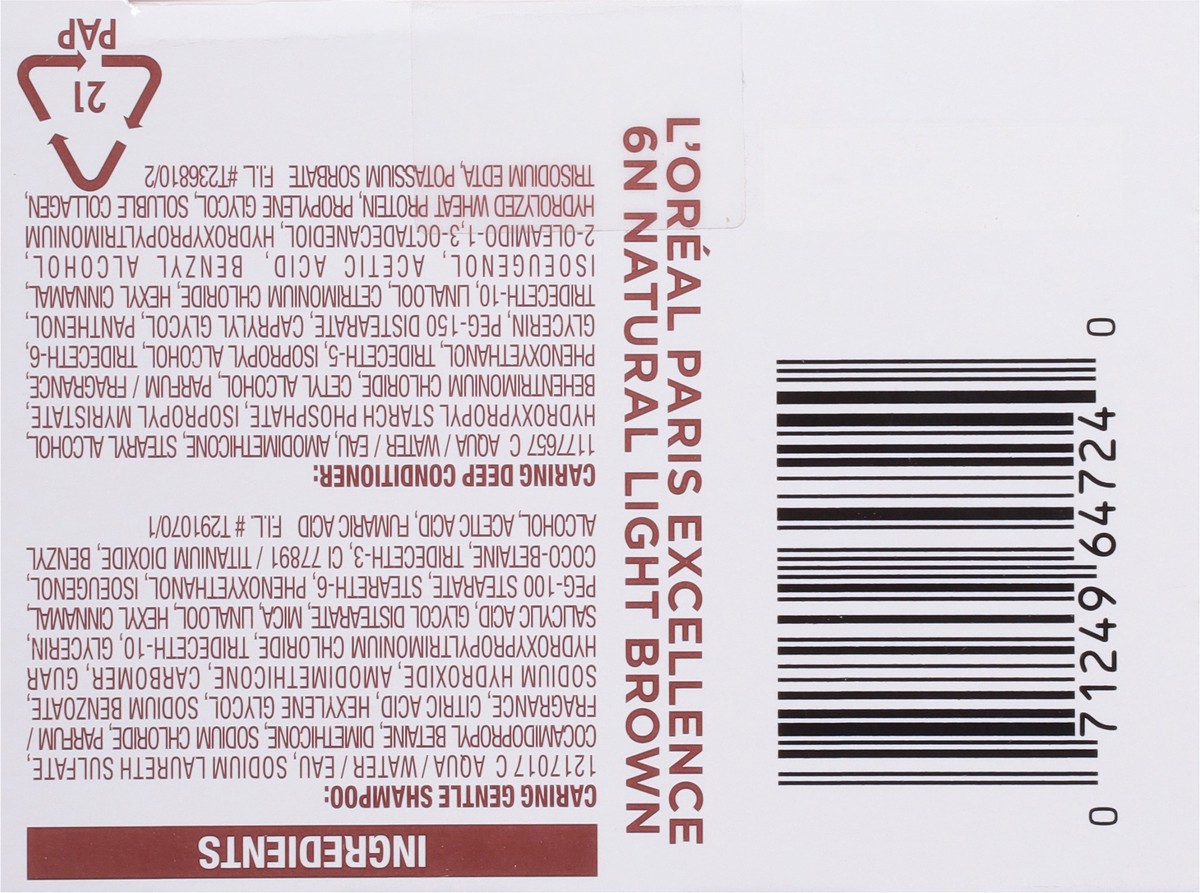 INGREDIENTS
CARING GENTLE SHAMPOO:
1217017 C AQUA / WATER / EAU, SODIUM LAURETH SULFATE,
COCAMIDOPROPYL BETAINE, DIMETHICONE, SODIUM CHLORIDE, PARFUM /
FRAGRANCE, CITRIC ACID, HEXYLENE GLYCOL, SODIUM BENZOATE,
SODIUM HYDROXIDE, AMODIMETHICONE, CARBOMER, GUAR
HYDROXYPROPYLTRIMONIUM CHLORIDE, TRIDECETH-10, GLYCERIN,
SALICYLIC ACID, GLYCOL DISTEARATE, MICA, LINALOOL, HEXYL CINNAMAL,
PEG-100 STEARATE, STEARETH-6, PHENOXYETHANOL, ISOEUGENOL,
COCO-BETAINE, TRIDECETH-3, CI 77891 / TITANIUM DIOXIDE, BENZYL
ALCOHOL, ACETIC ACID, FUMARIC ACID F.I.L. # T291070/1
CARING DEEP CONDITIONER:
1177657 C AQUA / WATER / EAU, AMODIMETHICONE, STEARYL ALCOHOL,
HYDROXYPROPYL STARCH PHOSPHATE, ISOPROPYL MYRISTATE,
BEHENTRIMONIUM CHLORIDE, CETYL ALCOHOL, PARFUM / FRAGRANCE,
PHENOXYETHANOL, TRIDECETH-5, ISOPROPYL ALCOHOL, TRIDECETH-6,
GLYCERIN, PEG-150 DISTEARATE, CAPRYLYL GLYCOL, PANTHENOL,
TRIDECETH-10, LINALOOL, CETRIMONIUM CHLORIDE, HEXYL CINNAMAL,
ISOEUGENOL, ACETIC ACID, BENZYL ALCOHOL,
2-OLEAMIDO-1,3-OCTADECANEDIOL, HYDROXYPROPYLTRIMONIUM
HYDROLYZED WHEAT PROTEIN, PROPYLENE GLYCOL, SOLUBLE COLLAGEN,
TRISODIUM EDTA, POTASSIUM SORBATE F.I.L. #T236810/2
21
PAP
L'ORÉAL PARIS EXCELLENCE
6N NATURAL LIGHT BROWN
0 71249 64724 0